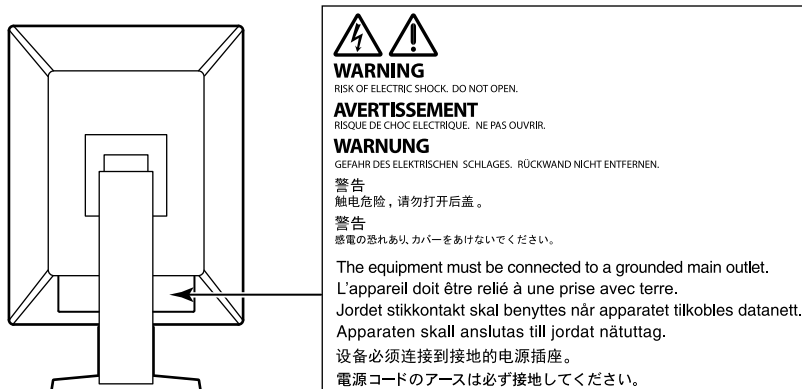 WARNING
RISK OF ELECTRIC SHOCK. DO NOT OPEN.
AVERTISSEMENT
RISQUE DE CHOC ELECTRIQUE. NE PAS OUVRIR.
WARNUNG
GEFAHR DES ELEKTRISCHEN SCHLAGES. RÜCKWAND NICHT ENTFERNEN.
警告
触电危险，请勿打开后盖。
警告
感電の恐れあり、カバーをあけないでください。
The equipment must be connected to a grounded main outlet.
L'appareil doit être relié à une prise avec terre.
Jordet stikkontakt skal benyttes når apparatet tilkobles datanett.
Apparaten skall anslutas till jordat nätuttag.
设备必须连接到接地的电源插座。
電源コードのアースは必ず接地してください。